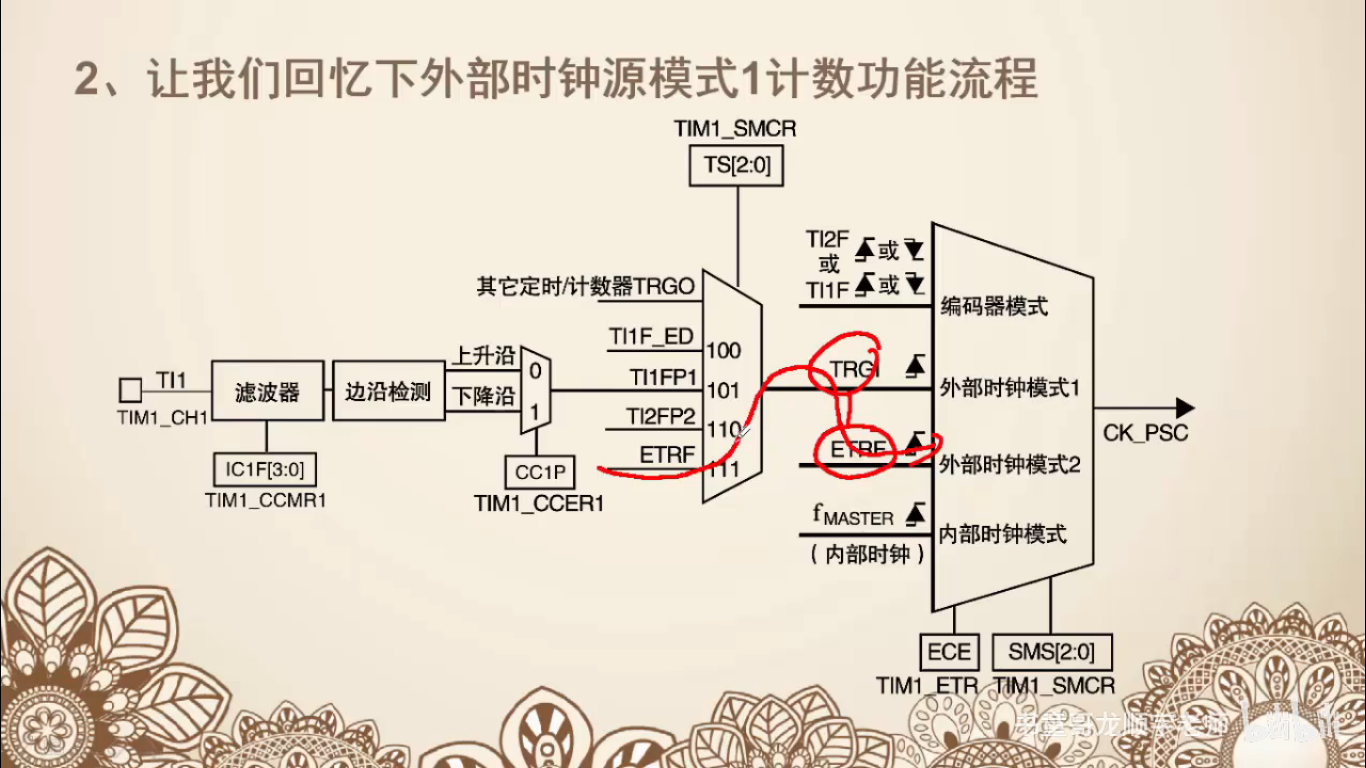 2、让我们回忆下外部时钟源模式1计数功能流程
TIM1_SMCR
TS[2:0]
TI2F
或
TI1F
或
或
编码器模式
其它定时/计数器TRGO
TI1F_ED
100
TI1FP1
101
TI2FP2
110
ETRF
111
TI1
TIM1_CH1
滤波器
边沿检测
上升沿
下降沿
0
1
IC1F[3:0]
TIM1_CCMR1
CC1P
TIM1_CCER1
TRGI
外部时钟模式1
ETRF
外部时钟模式2
fMASTER
(内部时钟)
内部时钟模式
CK_PSC
ECE
SMS[2:0]
TIM1_ETR
TIM1_SMCR
bilibili